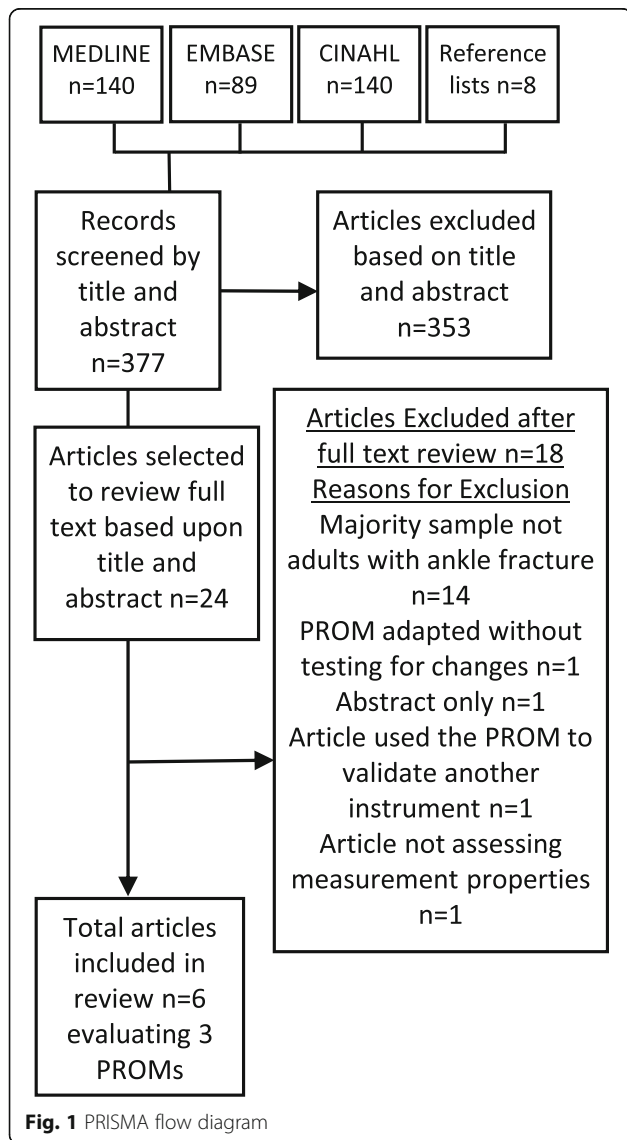 MEDLINE
n=140
EMBASE
n=89
CINAHL
n=140
Reference
lists n=8
Records
screened by
title and
abstract
n=377
Articles excluded
based on title
and abstract
n=353
Articles selected
to review full
text based upon
title and
abstract n=24
Articles Excluded after
full text review n=18
Reasons for Exclusion
Majority sample not
adults with ankle fracture
n=14
PROM adapted without
testing for changes n=1
Abstract only n=1
Article used the PROM to
validate another
instrument n=1
Article not assessing
measurement properties
n=1
Total articles
included in
review n=6
evaluating 3
PROMs
Fig. 1 PRISMA flow diagram